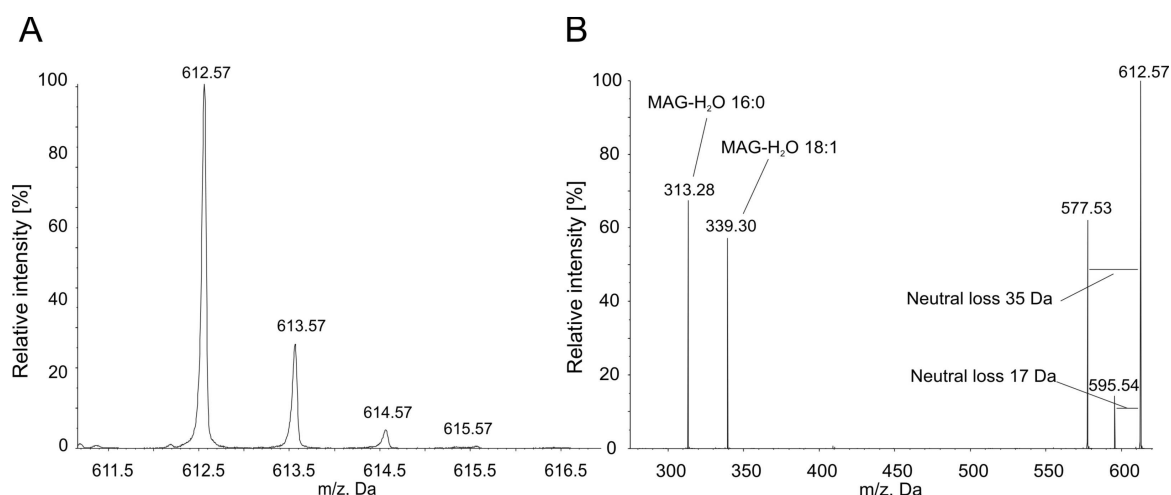 A
612.57
613.57
614.57
615.57
100
80
60
40
20
0
Relative intensity [%]
611.5 612.5 613.5 614.5 615.5 616.5
m/z, Da
B
612.57
MAG-H₂O 16:0
MAG-H₂O 18:1
313.28
339.30
577.53
Neutral loss 35 Da
Neutral loss 17 Da
595.54
100
80
60
40
20
0
Relative intensity [%]
300 350 400 450 500 550 600
m/z, Da